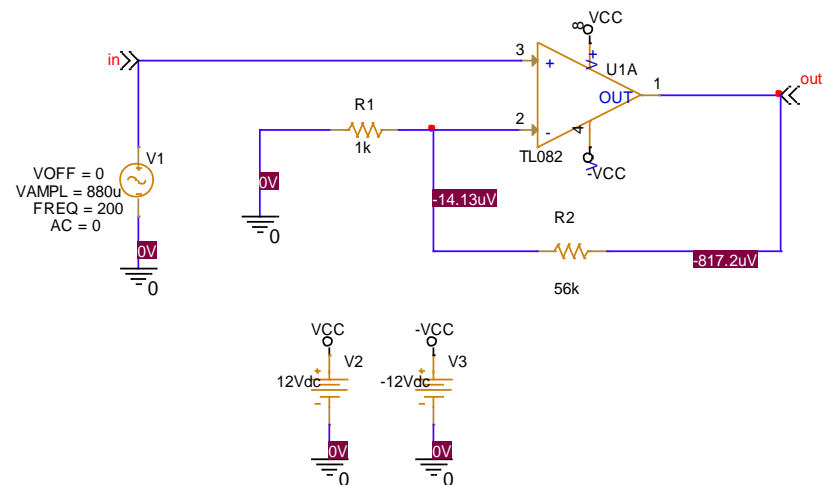 in
V1
VOFF = 0
VAMPL = 880u
FREQ = 200
AC = 0
0V
0
0V
0
R1
1k
3
2
+
-
8
VCC
V+
U1A
OUT
1
out
4
V-
-VCC
TL082
-14.13uV
R2
56k
-817.2uV
VCC
V2
+
12Vdc
-
0V
0
-VCC
V3
+
-12Vdc
-
0V
0